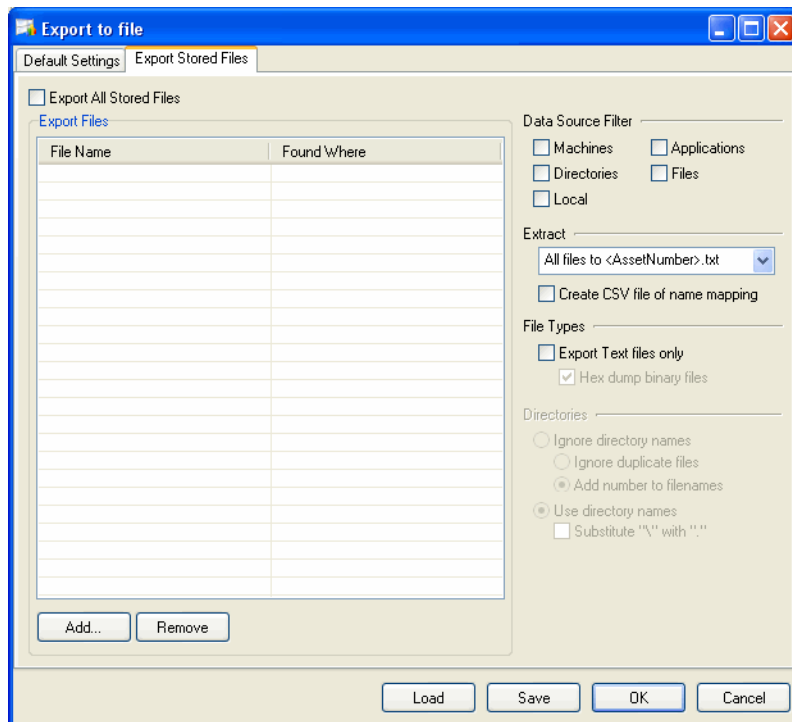 Export to file
Default Settings
Export Stored Files
Export All Stored Files
Export Files
File Name
Found Where
Add...
Remove
Data Source Filter
Machines
Applications
Directories
Files
Local
Extract
All files to <AssetNumber>.txt
Create CSV file of name mapping
File Types
Export Text files only
Hex dump binary files
Directories
Ignore directory names
Ignore duplicate files
Add number to filenames
Use directory names
Substitute "\" with "."
Load
Save
OK
Cancel